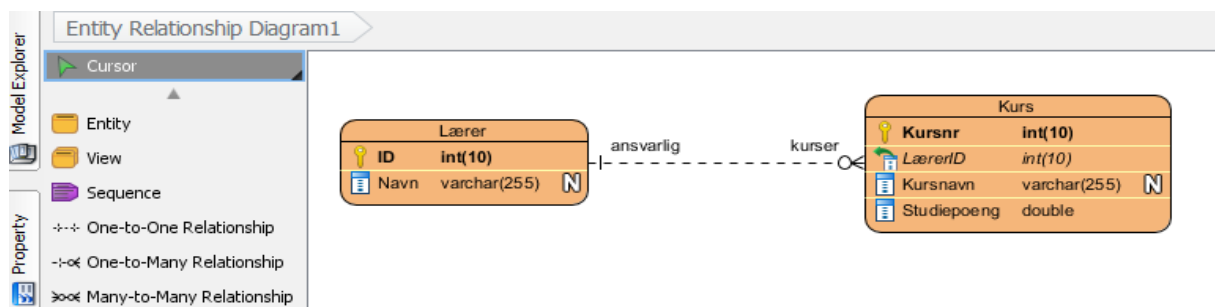 Entity Relationship Diagram1
Model Explorer
Property
Cursor
Entity
View
Sequence
One-to-One Relationship
One-to-Many Relationship
Many-to-Many Relationship
Lærer
ID int(10)
Navn varchar(255) N
ansvarlig kurser
Kurs
Kursnr int(10)
LærerID int(10)
Kursnavn varchar(255) N
Studiepoeng double